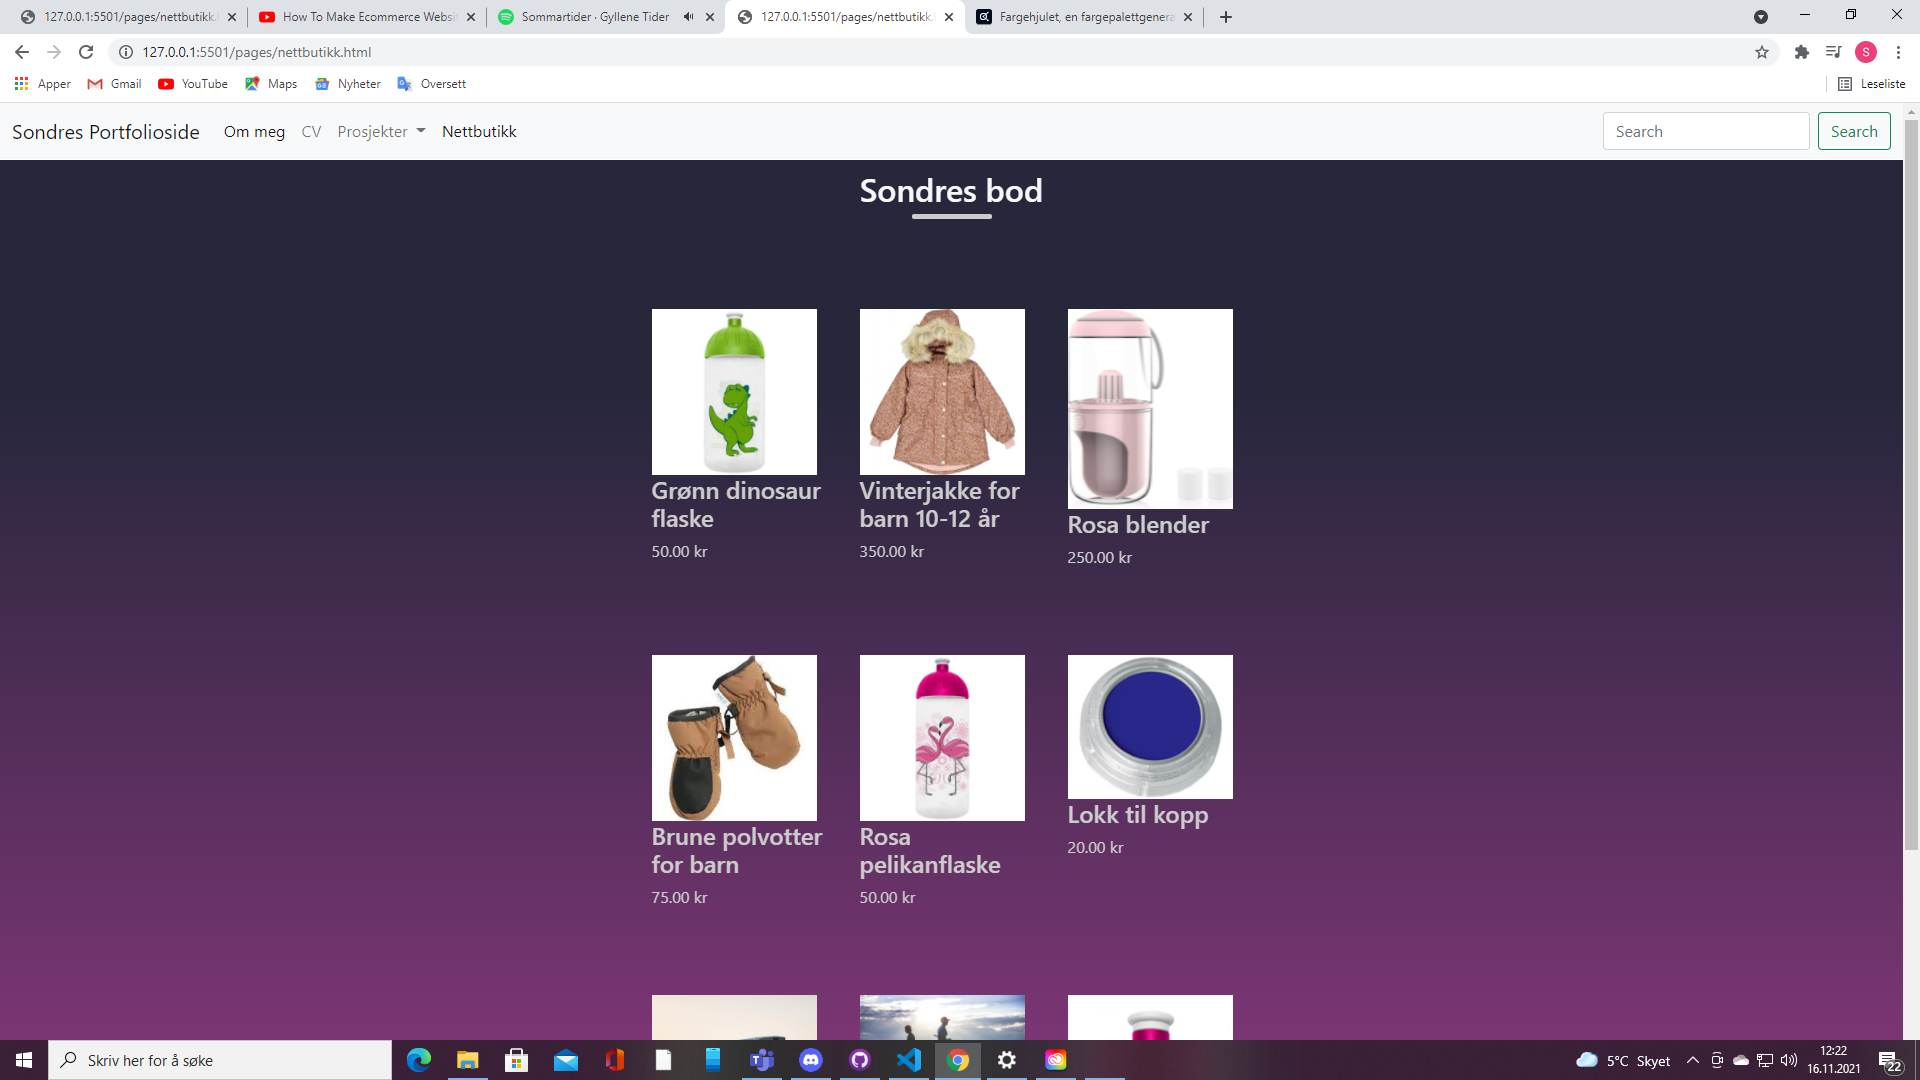 127.0.0.1:5501/pages/nettbutikk.
How To Make Ecommerce Websi
Sommartider · Gyllene Tider
127.0.0.1:5501/pages/nettbutikk.
Fargehjulet, en fargepalettgenera
127.0.0.1:5501/pages/nettbutikk.html
S
Apper
Gmail
YouTube
Maps
Nyheter
Oversett
Leseliste
Sondres Portfolioside
Om meg
CV
Prosjekter
Nettbutikk
Search
Search
Sondres bod
Grønn dinosaur
flaske
50.00 kr
Vinterjakke for
barn 10-12 år
350.00 kr
Rosa blender
250.00 kr
Brune polvotter
for barn
75.00 kr
Rosa
pelikanflaske
50.00 kr
Lokk til kopp
20.00 kr
Skriv her for å søke
5°C Skyet
12:22
16.11.2021
22